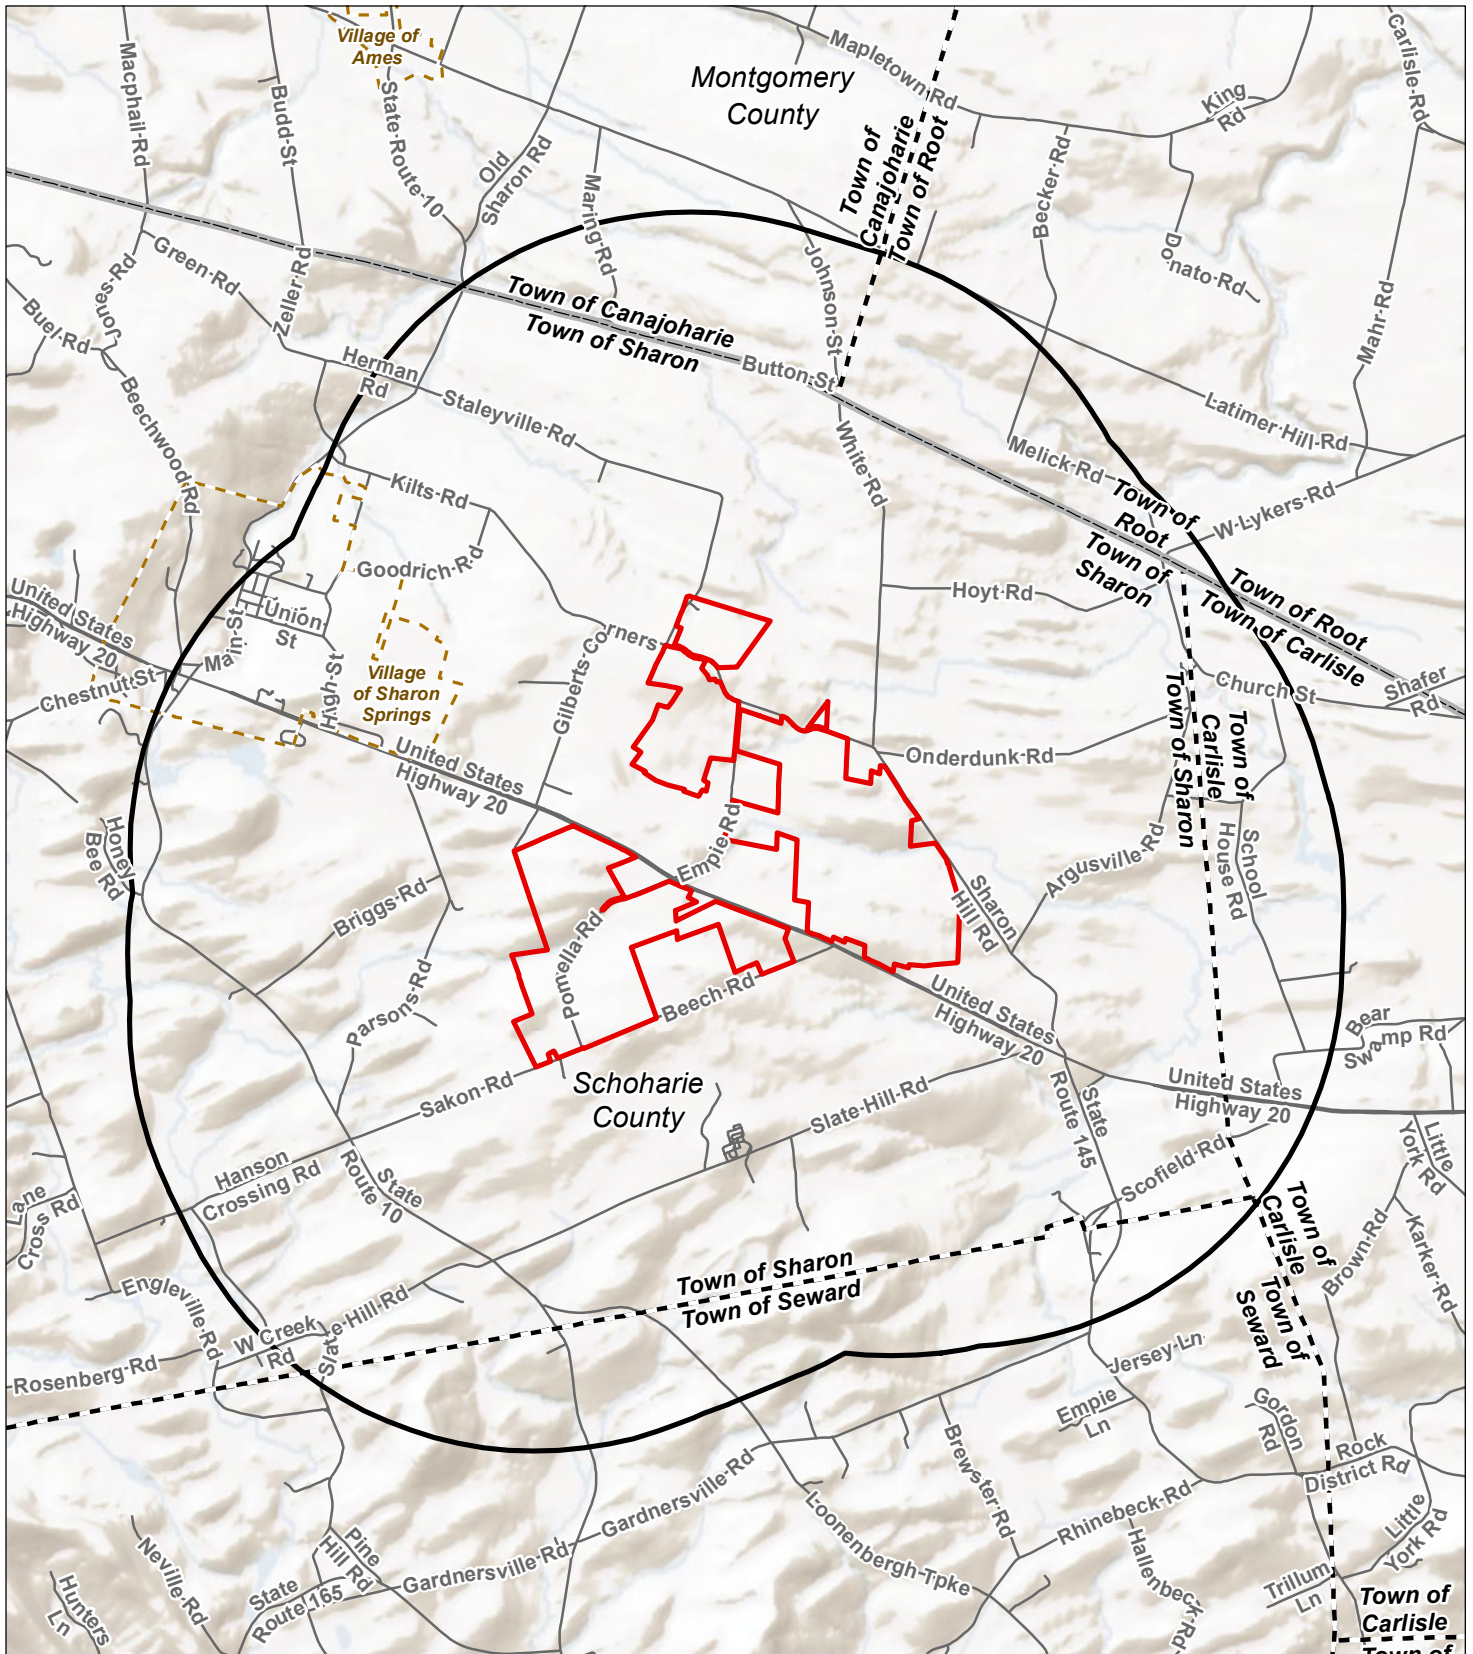 Village of
Ames
Montgomery
County
Mapletown Rd
King
Rd
Carlisle-Rd
Macphail-Rd
Budd-St
State-Route-10
Old
Sharon Rd
Maring-Rd
Town of
Canajoharie
Town of Root
Becker-Rd
Donato-Rd
Mahr-Rd
Green-Rd
Zeller-Rd
Jones-Rd
Buel-Rd
Johnson-St
Town of Canajoharie
Town of Sharon
Button-St
Herman
Rd
Staleyville-Rd
Beechwood-Rd
Latimer Hill-Rd
Melick-Rd
White-Rd
Kilts-Rd
Town of
Root
Town of
Sharon
W-Lykers-Rd
Goodrich-Rd
Hoyt-Rd
Town of Root
Town of Carlisle
United States
Highway 20
Union-
St
Main-St
High-St
Chestnut-St
Village
of Sharon
Springs
Gilberts-Corners
Church-St
Shafer
Rd
Town of
Carlisle
Town of Sharon
Onderdunk-Rd
United States
Highway 20
Empie-Rd
Argusville-Rd
School
House Rd
Honey
Bee Rd
Briggs-Rd
Sharon
Hill Rd
Pomella-Rd
Parsons-Rd
Beech-Rd
United States
Highway 20
Bear
Swamp Rd
Sakon-Rd
Schoharie
County
Slate-Hill-Rd
State
Route 145
United States
Highway 20
Little
York Rd
Hanson
Crossing Rd
State
Route 10
Scofield-Rd
Lane
Cross Rd
Town of
Carlisle
Town of
Seward
Brown-Rd
Karker-Rd
Town of Sharon
Town of Seward
Engleville-Rd
W Creek
Rd
Slate-Hill-Rd
Rosenberg-Rd
Jersey-Ln
Empie
Ln
Gordon
Rd
Rock
District Rd
Brewster-Rd
Gardnersville-Rd
Loonenbergh-Tpke
Rhinebeck-Rd
Hallenbeck-Rd
Little
York Rd
Trillum
Ln
Neville-Rd
Pine
Hill Rd
Gardnersville-Rd
State
Route 165
Hunters
Ln
Town of
Carlisle
Town of